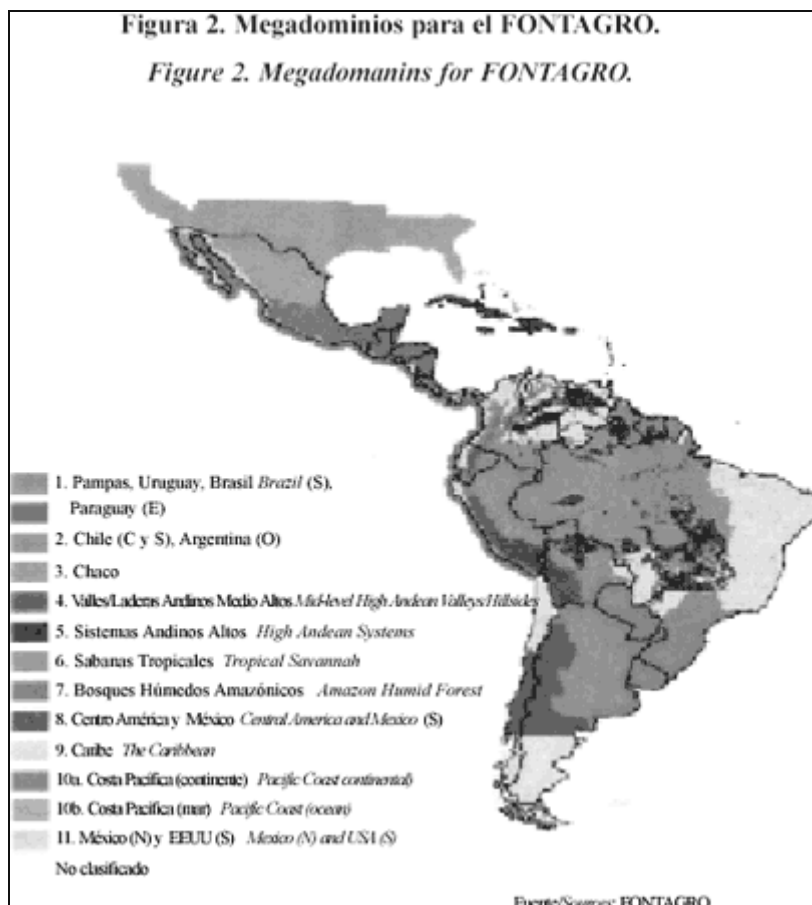 Figura 2. Megadominios para el FONTAGRO.
Figure 2. Megadomanins for FONTAGRO.
1. Pampas, Uruguay, Brasil Brazil (S),
Paraguay (E)
2. Chile (C y S), Argentina (O)
3. Chaco
4. Valles/Laderas Andinos Medio Altos Mid-level High Andean Valleys/Hillsides
5. Sistemas Andinos Altos High Andean Systems
6. Sabanas Tropicales Tropical Savannah
7. Bosques Húmedos Amazónicos Amazon Humid Forest
8. Centro América y México Central America and Mexico (S)
9. Caribe The Caribbean
10a. Costa Pacífica (continente) Pacific Coast continental)
10b. Costa Pacífica (mar) Pacific Coast (ocean)
11. México (N) y EEUU (S) Mexico (N) and USA (S)
No clasificado
Fuente/Sources: FONTAGRO